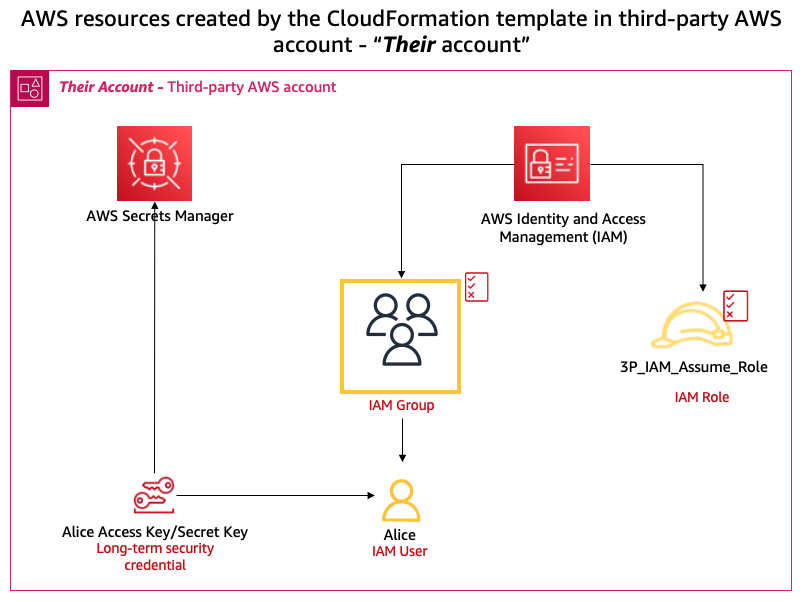 AWS resources created by the CloudFormation template in third-party AWS
account - “Their account”
Their Account - Third-party AWS account
AWS Secrets Manager
AWS Identity and Access
Management (IAM)
IAM Group
3P_IAM_Assume_Role
IAM Role
Alice Access Key/Secret Key
Long-term security
credential
Alice
IAM User